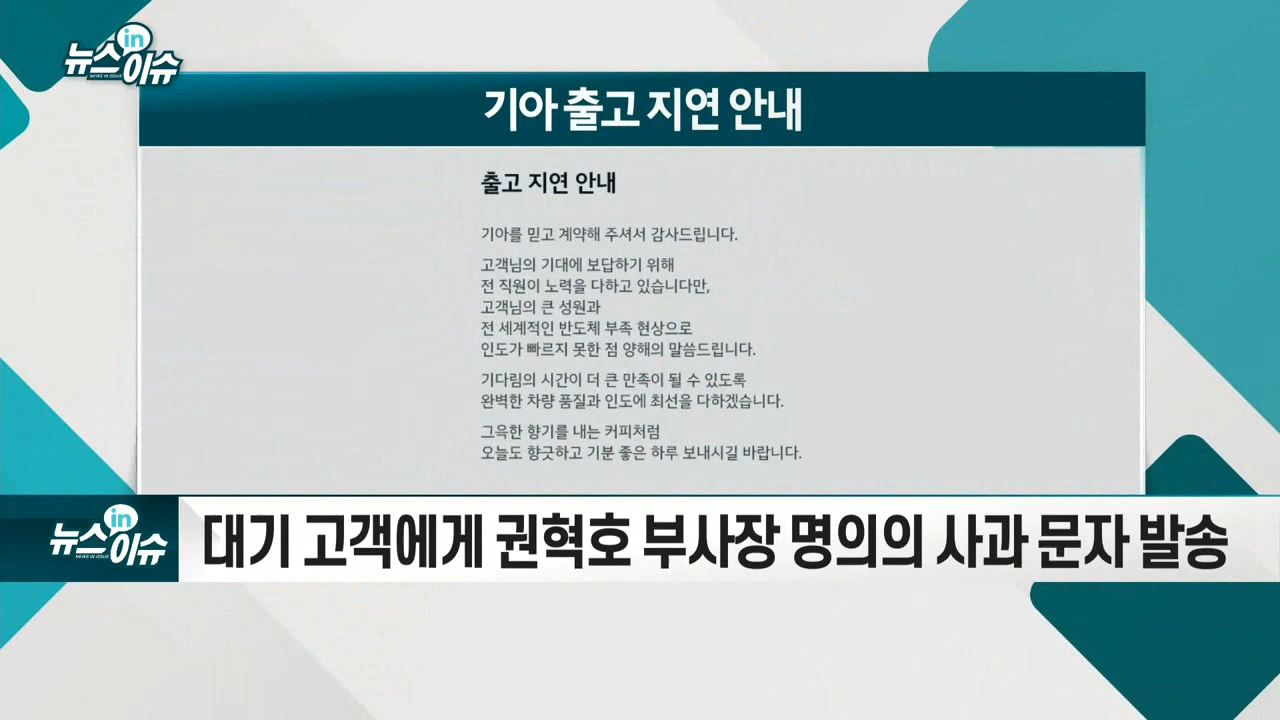 뉴스in이슈
NEWS IN ISSUE
기아 출고 지연 안내
출고 지연 안내
기아를 믿고 계약해 주셔서 감사드립니다.
고객님의 기대에 보답하기 위해
전 직원이 노력을 다하고 있습니다만,
고객님의 큰 성원과
전 세계적인 반도체 부족 현상으로
인도가 빠르지 못한 점 양해의 말씀드립니다.
기다림의 시간이 더 큰 만족이 될 수 있도록
완벽한 차량 품질과 인도에 최선을 다하겠습니다.
그윽한 향기를 내는 커피처럼
오늘도 향긋하고 기분 좋은 하루 보내시길 바랍니다.
뉴스in이슈
NEWS IN ISSUE
대기 고객에게 권혁호 부사장 명의의 사과 문자 발송